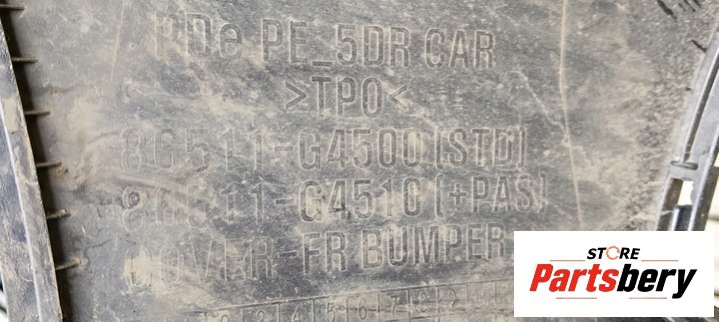 PDe PE_5DR CAR
>TPO<
86511-G4500(STD)
86511-G4510(+PAS)
COVER-FR BUMPER
STORE
Partsbery